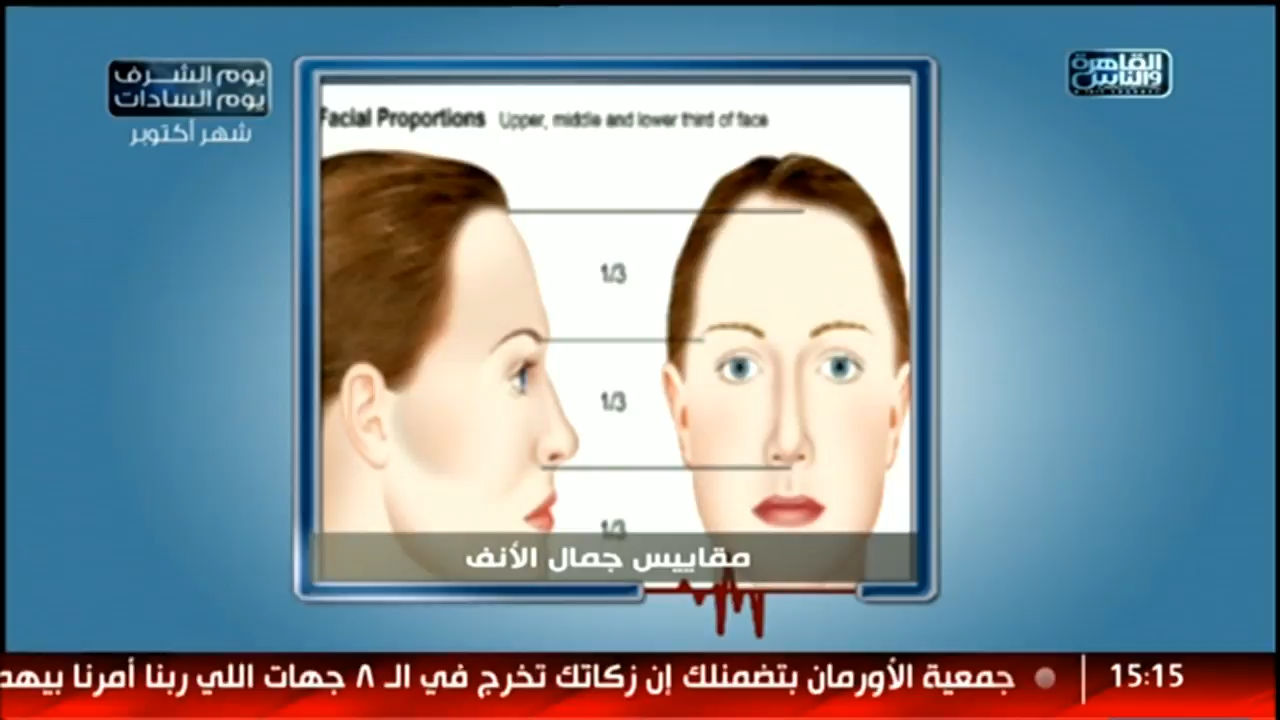 يوم الشرف
يوم السادات
شهر أكتوبر
القاهرة
والناس
Facial Proportions Upper, middle and lower third of face
1/3
1/3
1/3
مقاييس جمال الأنف
15:15
جمعية الأورمان بتضمنلك إن زكاتك تخرج في الـ ٨ جهات اللي ربنا أمرنا بيهم